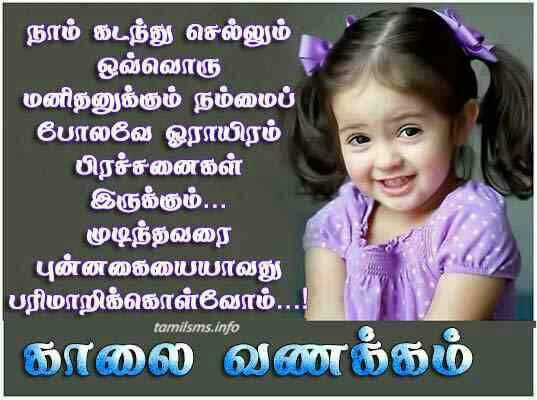 நாம் கடந்து செல்லும்
ஒவ்வொரு
மனிதனுக்கும் நம்மைப்
போலவே ஓராயிரம்
பிரச்சனைகள்
இருக்கும்...
முடிந்தவரை
புன்னகையையாவது
பரிமாறிக்கொள்வோம்...!
tamilsms.info
காலை வணக்கம்